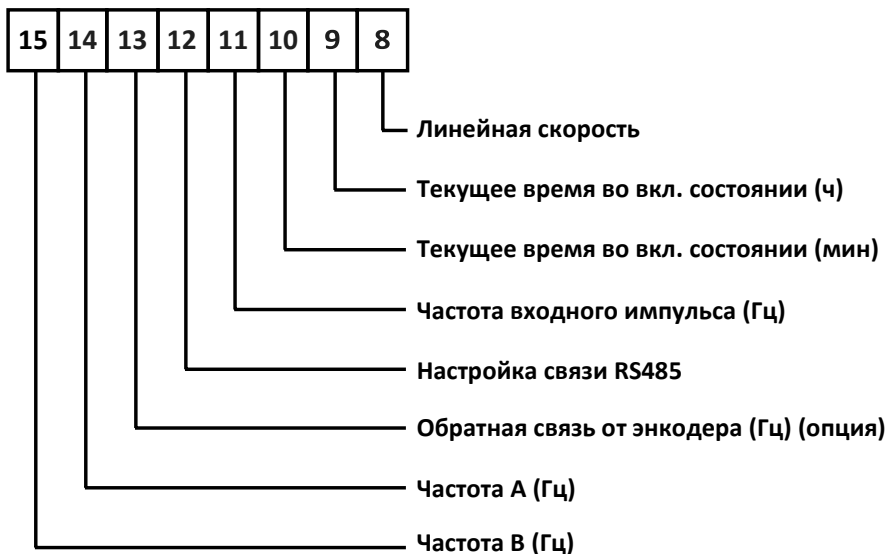 15 14 13 12 11 10 9 8
Линейная скорость
Текущее время во вкл. состоянии (ч)
Текущее время во вкл. состоянии (мин)
Частота входного импульса (Гц)
Настройка связи RS485
Обратная связь от энкодера (Гц) (опция)
Частота A (Гц)
Частота B (Гц)